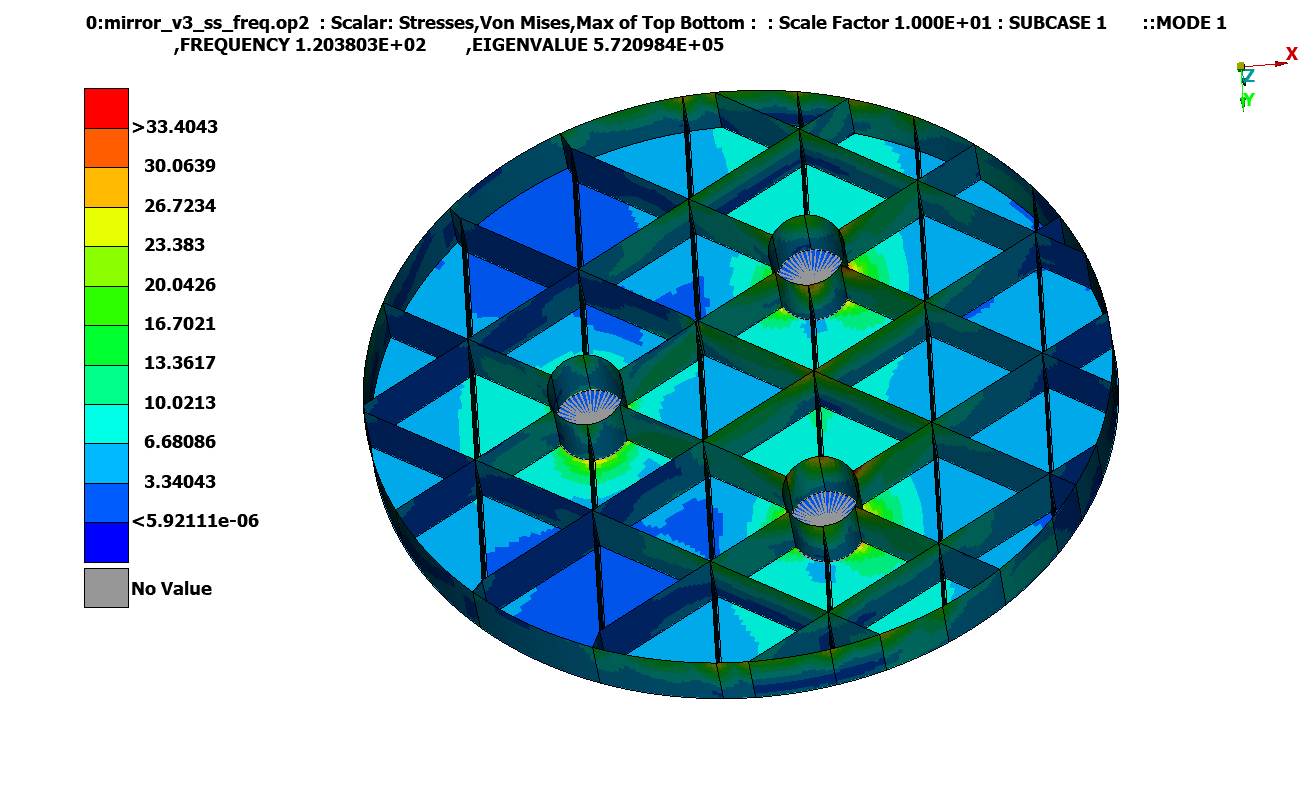 0:mirror_v3_ss_freq.op2 : Scalar: Stresses,Von Mises,Max of Top Bottom : : Scale Factor 1.000E+01 : SUBCASE 1 ::MODE 1
,FREQUENCY 1.203803E+02 ,EIGENVALUE 5.720984E+05
X
Z
Y
>33.4043
30.0639
26.7234
23.383
20.0426
16.7021
13.3617
10.0213
6.68086
3.34043
<5.92111e-06
No Value